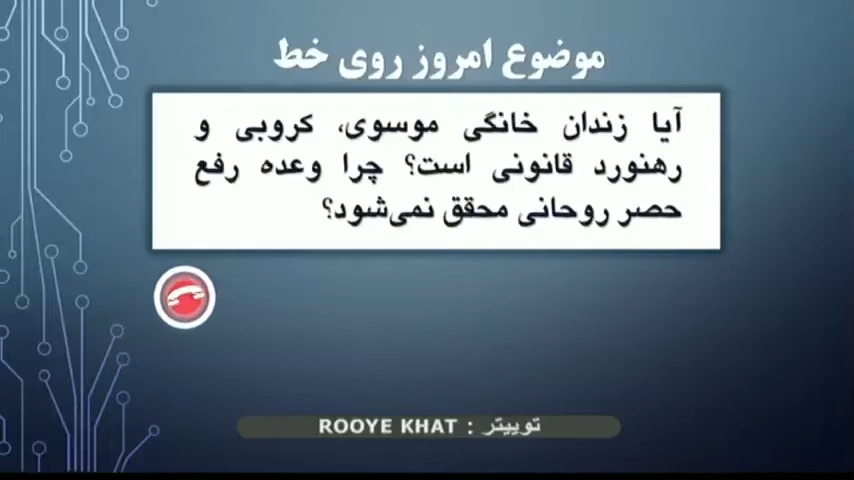 موضوع امروز روی خط
آیا زندان خانگی موسوی، کروبی و
رهنورد قانونی است؟ چرا وعده رفع
حصر روحانی محقق نمی‌شود؟
توییتر : ROOYE KHAT